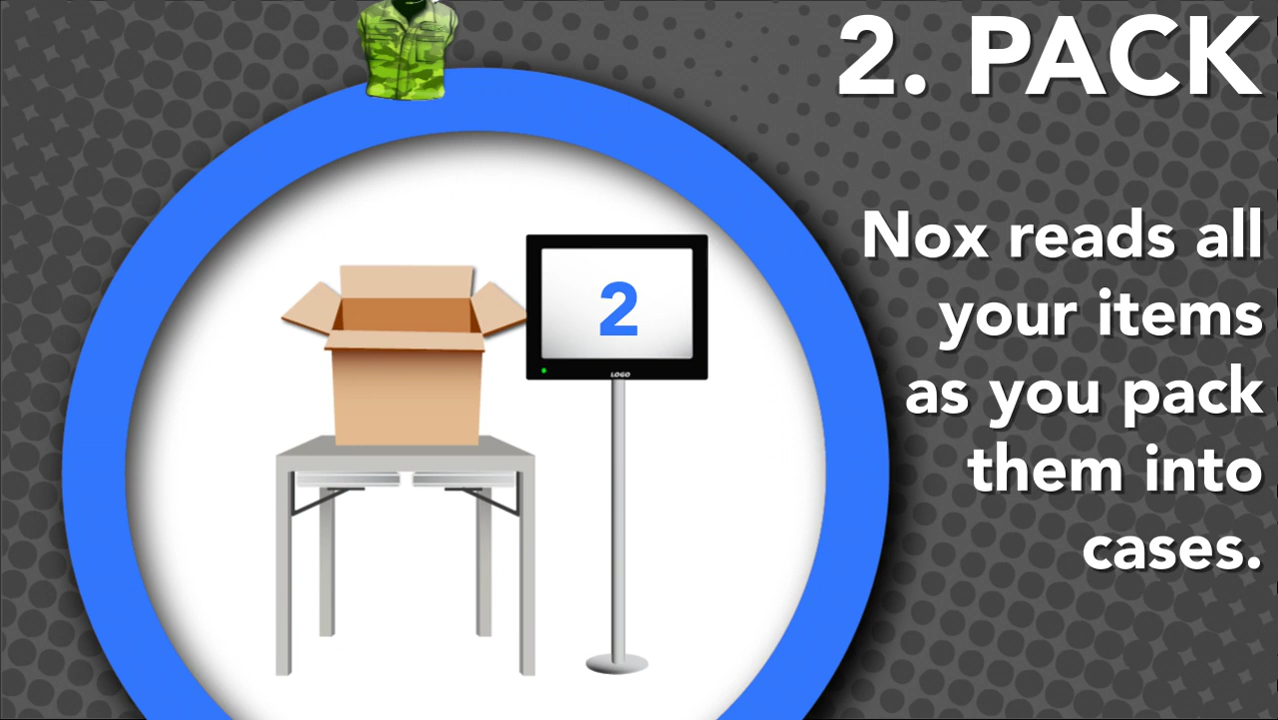 2. PACK
Nox reads all
your items
as you pack
them into
cases.
2
LOGO